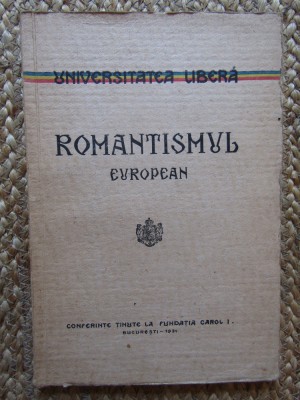 UNIVERSITATEA LIBERĂ
ROMANTISMUL
EUROPEAN
CONFERINȚE ȚINUTE LA FUNDAȚIA CAROL I.
BUCUREȘTI - 1931